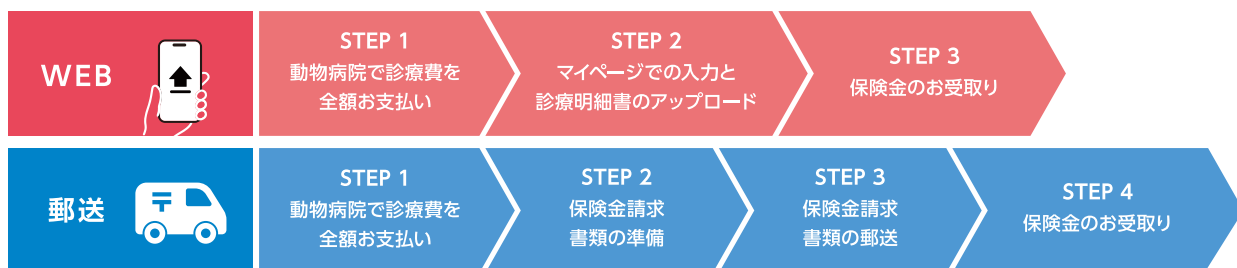 WEB
STEP 1
動物病院で診療費を
全額お支払い
STEP 2
マイページでの入力と
診療明細書のアップロード
STEP 3
保険金のお受取り
郵送
STEP 1
動物病院で診療費を
全額お支払い
STEP 2
保険金請求
書類の準備
STEP 3
保険金請求
書類の郵送
STEP 4
保険金のお受取り